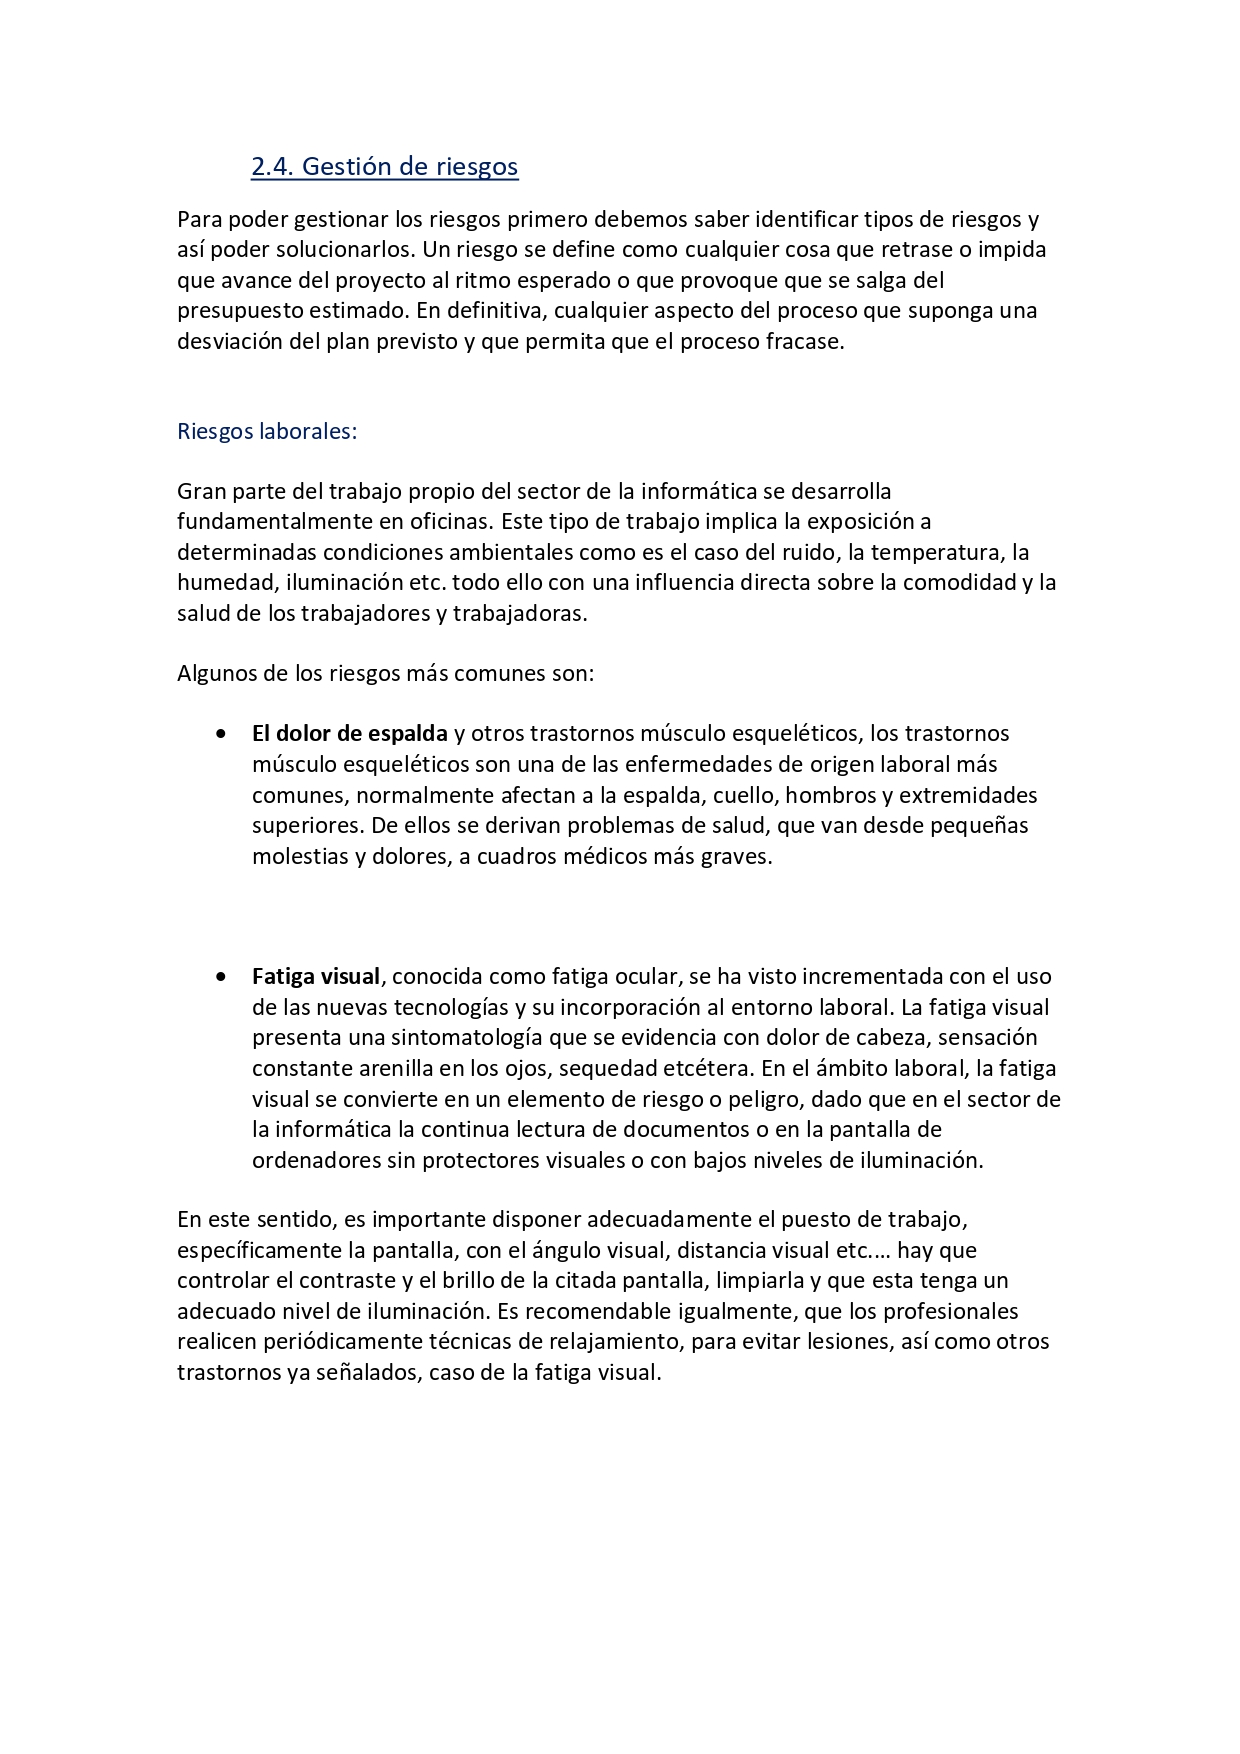 2.4. Gestión de riesgos
Para poder gestionar los riesgos primero debemos saber identificar tipos de riesgos y
así poder solucionarlos. Un riesgo se define como cualquier cosa que retrase o impida
que avance del proyecto al ritmo esperado o que provoque que se salga del
presupuesto estimado. En definitiva, cualquier aspecto del proceso que suponga una
desviación del plan previsto y que permita que el proceso fracase.
Riesgos laborales:
Gran parte del trabajo propio del sector de la informática se desarrolla
fundamentalmente en oficinas. Este tipo de trabajo implica la exposición a
determinadas condiciones ambientales como es el caso del ruido, la temperatura, la
humedad, iluminación etc. todo ello con una influencia directa sobre la comodidad y la
salud de los trabajadores y trabajadoras.
Algunos de los riesgos más comunes son:
• El dolor de espalda y otros trastornos músculo esqueléticos, los trastornos
músculo esqueléticos son una de las enfermedades de origen laboral más
comunes, normalmente afectan a la espalda, cuello, hombros y extremidades
superiores. De ellos se derivan problemas de salud, que van desde pequeñas
molestias y dolores, a cuadros médicos más graves.
• Fatiga visual, conocida como fatiga ocular, se ha visto incrementada con el uso
de las nuevas tecnologías y su incorporación al entorno laboral. La fatiga visual
presenta una sintomatología que se evidencia con dolor de cabeza, sensación
constante arenilla en los ojos, sequedad etcétera. En el ámbito laboral, la fatiga
visual se convierte en un elemento de riesgo o peligro, dado que en el sector de
la informática la continua lectura de documentos o en la pantalla de
ordenadores sin protectores visuales o con bajos niveles de iluminación.
En este sentido, es importante disponer adecuadamente el puesto de trabajo,
específicamente la pantalla, con el ángulo visual, distancia visual etc.… hay que
controlar el contraste y el brillo de la citada pantalla, limpiarla y que esta tenga un
adecuado nivel de iluminación. Es recomendable igualmente, que los profesionales
realicen periódicamente técnicas de relajamiento, para evitar lesiones, así como otros
trastornos ya señalados, caso de la fatiga visual.